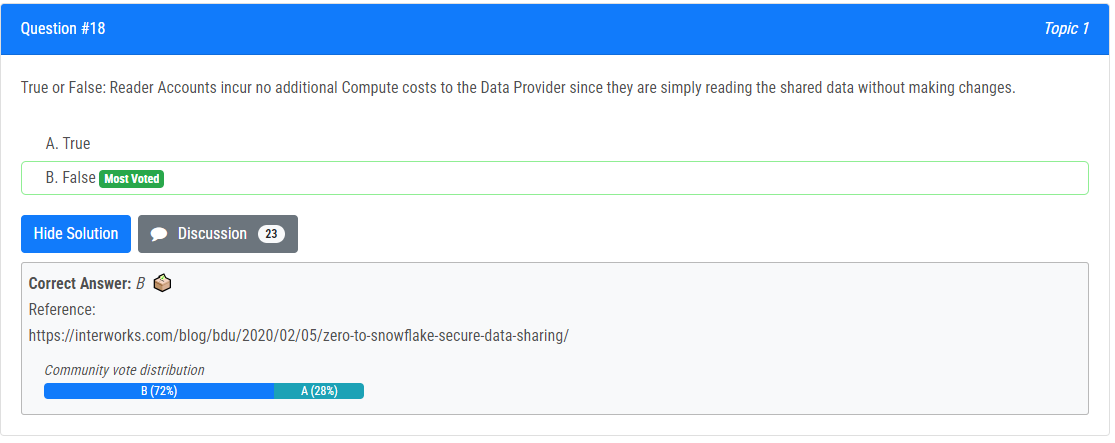 Question #18
Topic 1
True or False: Reader Accounts incur no additional Compute costs to the Data Provider since they are simply reading the shared data without making changes.
A. True
B. False Most Voted
Hide Solution
Discussion 23
Correct Answer: B
Reference:
https://interworks.com/blog/bdu/2020/02/05/zero-to-snowflake-secure-data-sharing/
Community vote distribution
B (72%)
A (28%)